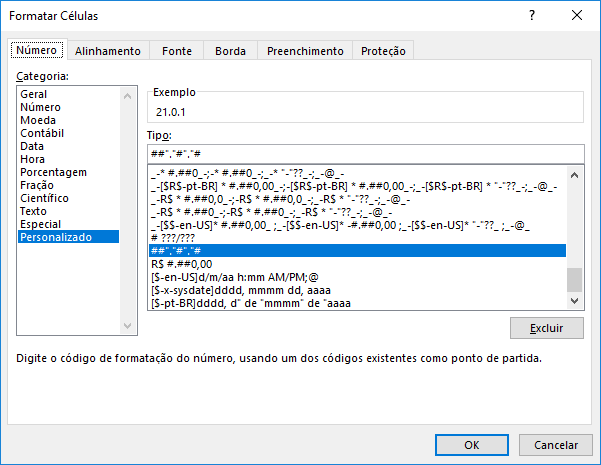 Formatar Células
Número Alinhamento Fonte Borda Preenchimento Proteção
Categoria:
Geral
Número
Moeda
Contábil
Data
Hora
Porcentagem
Fração
Científico
Texto
Especial
Personalizado
Exemplo
21.0.1
Tipo:
##"."#"."#
_-* #.##0_-;-* #.##0_-;_-* "-"??_-;_-@_-
_-[$R$-pt-BR] * #.##0,00_-;-[$R$-pt-BR] * #.##0,00_-;_-[$R$-pt-BR] * "-"??_-;_-@_-
_-R$ * #.##0,0_-;-R$ * #.##0,0_-;_-R$ * "-"??_-;_-@_-
_-R$ * #.##0_-;-R$ * #.##0_-;_-R$ * "-"??_-;_-@_-
_-[$$-en-US]* #.##0,00_ ;_-[$$-en-US]* -#.##0,00 ;_-[$$-en-US]* "-"??_ ;_-@_-
# ???/???
##"."#"."#
R$ #.##0,00
[$-en-US]d/m/aa h:mm AM/PM;@
[$-x-sysdate]dddd, mmmm dd, aaaa
[$-pt-BR]dddd, d" de "mmmm" de "aaaa
Excluir
Digite o código de formatação do número, usando um dos códigos existentes como ponto de partida.
OK Cancelar